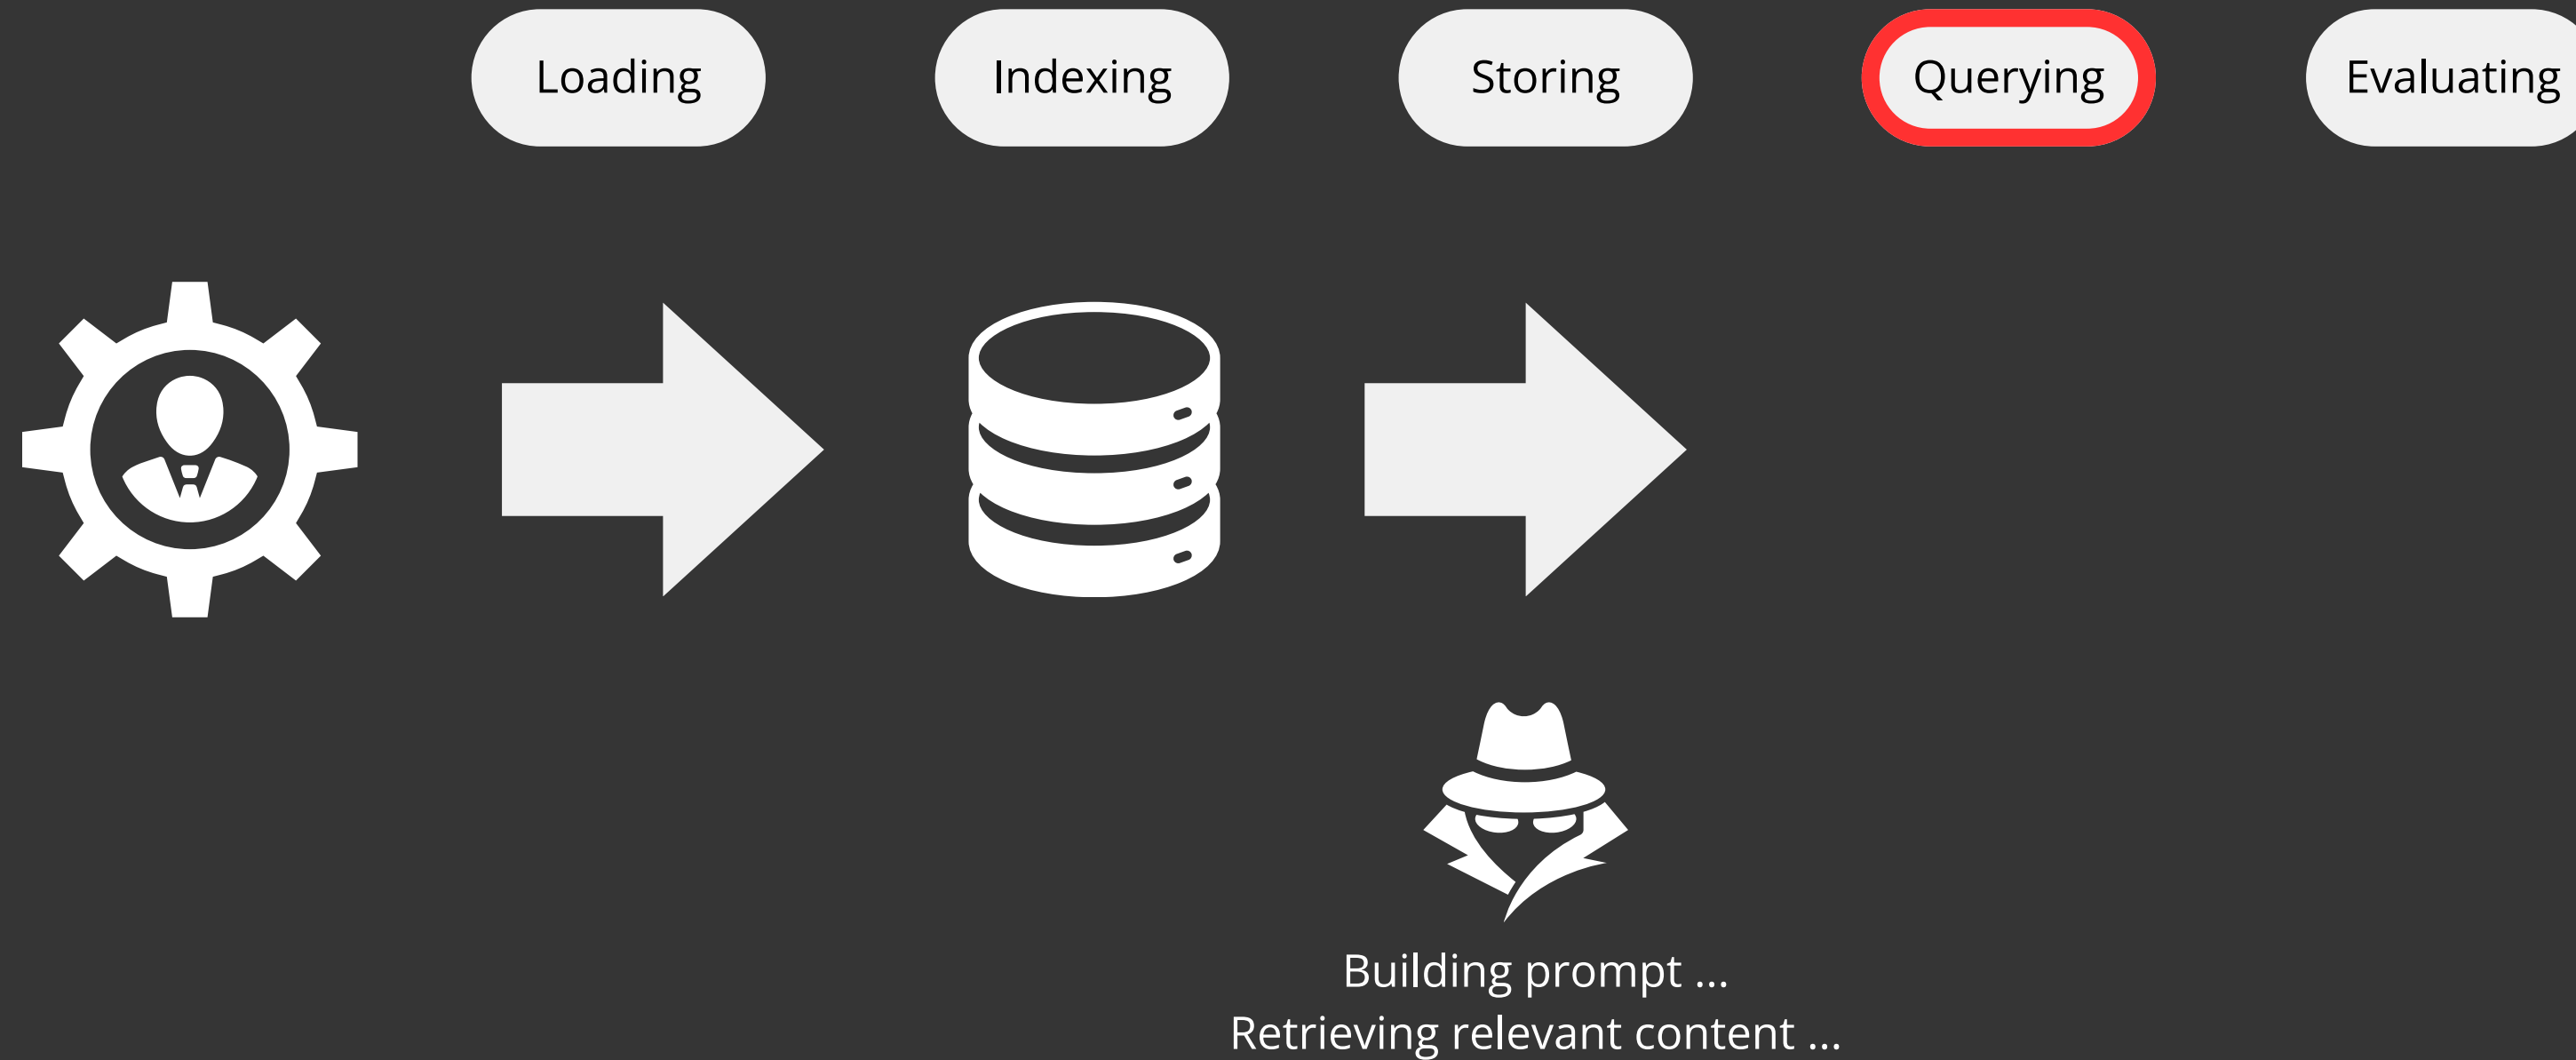 Loading
Indexing
Storing
Querying
Evaluating
Building prompt ...
Retrieving relevant content ...